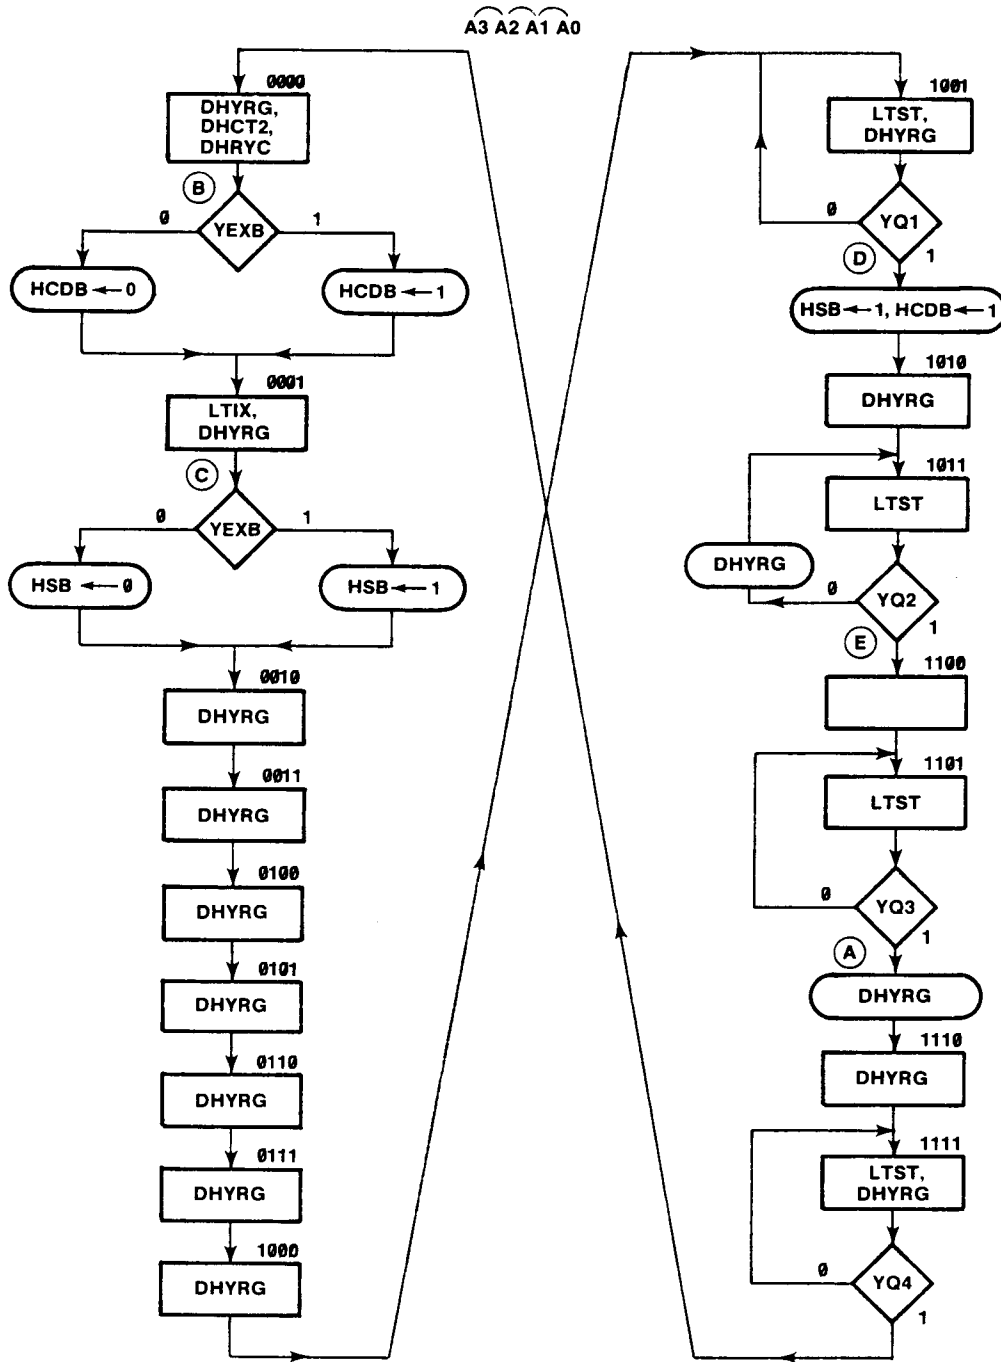 A3 A2 A1 A0
0000
DHYRG,
DHCT2,
DHRYC
B
YEXB
0
1
HCDB ← 0
HCDB ← 1
0001
LTIX,
DHYRG
C
YEXB
0
1
HSB ← 0
HSB ← 1
0010
DHYRG
0011
DHYRG
0100
DHYRG
0101
DHYRG
0110
DHYRG
0111
DHYRG
1000
DHYRG
1001
LTST,
DHYRG
0
YQ1
D
1
HSB ← 1, HCDB ← 1
1010
DHYRG
1011
LTST
DHYRG
0
YQ2
1
E
1100
1101
LTST
0
YQ3
1
A
DHYRG
1110
DHYRG
1111
LTST,
DHYRG
0
YQ4
1